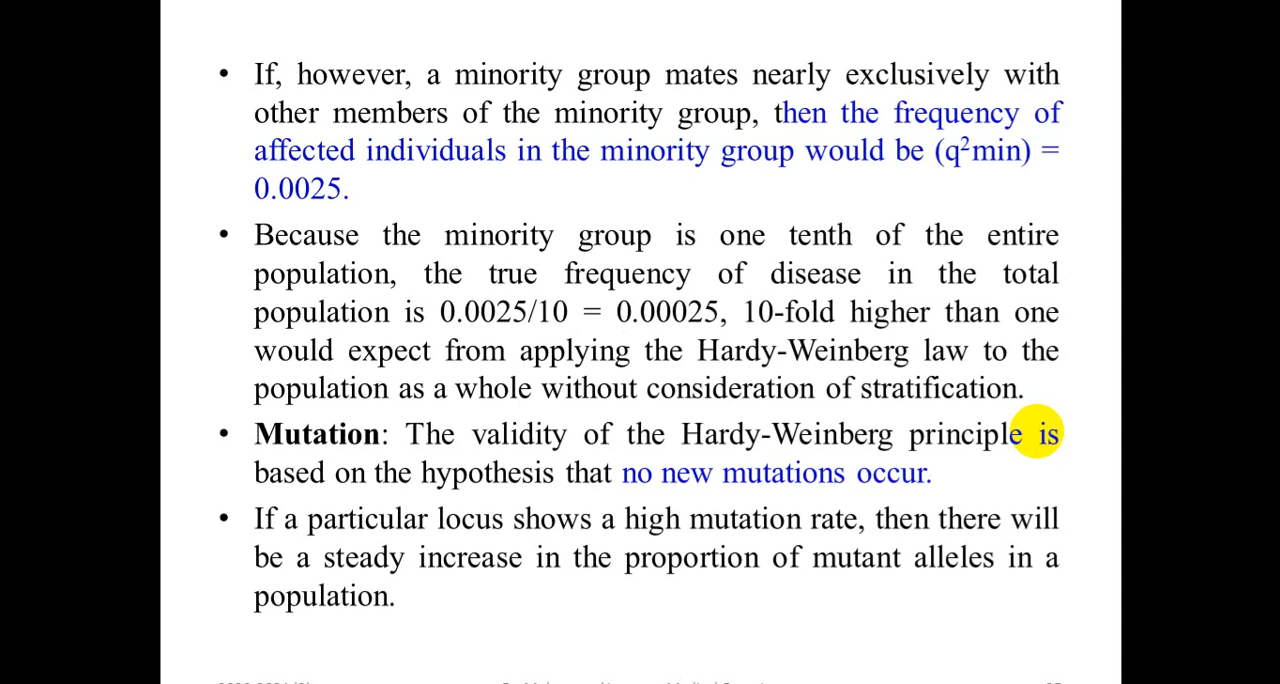 • If, however, a minority group mates nearly exclusively with
other members of the minority group, then the frequency of
affected individuals in the minority group would be (q²min) =
0.0025.
• Because the minority group is one tenth of the entire
population, the true frequency of disease in the total
population is 0.0025/10 = 0.00025, 10-fold higher than one
would expect from applying the Hardy-Weinberg law to the
population as a whole without consideration of stratification.
• Mutation: The validity of the Hardy-Weinberg principle is
based on the hypothesis that no new mutations occur.
• If a particular locus shows a high mutation rate, then there will
be a steady increase in the proportion of mutant alleles in a
population.